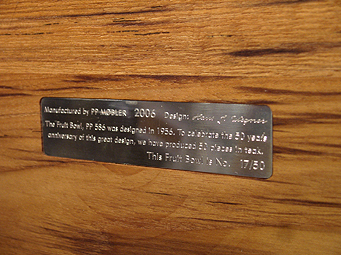 Manufactured by PP MØBLER 2006 Design: Hans J. Wegner
The Fruit Bowl, PP 586 was designed in 1956. To celebrate the 50 years
anniversary of this great design, we have produced 50 pieces in teak.
This Fruit Bowl is No. 17/50